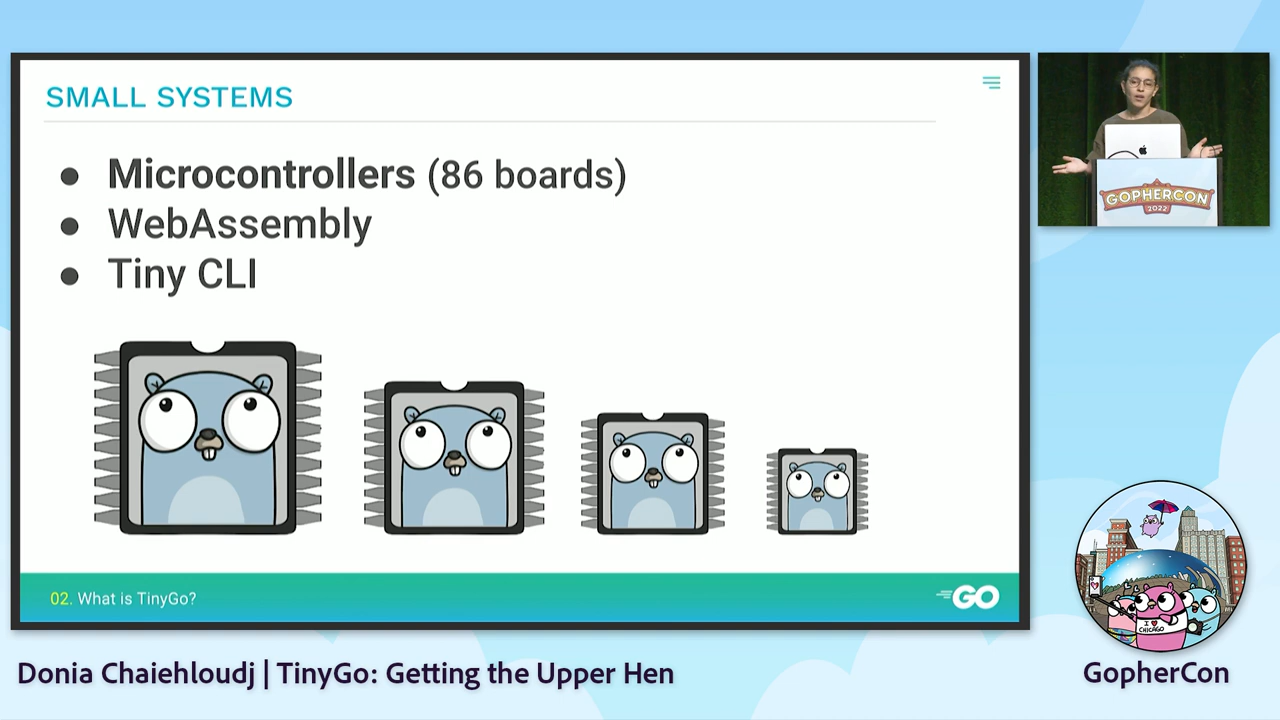 SMALL SYSTEMS
● Microcontrollers (86 boards)
● WebAssembly
● Tiny CLI
02. What is TinyGo?
GO
GOPHERCON
2022
I ♥
CHICAGO
Donia Chaiehloudj | TinyGo: Getting the Upper Hen
GopherCon